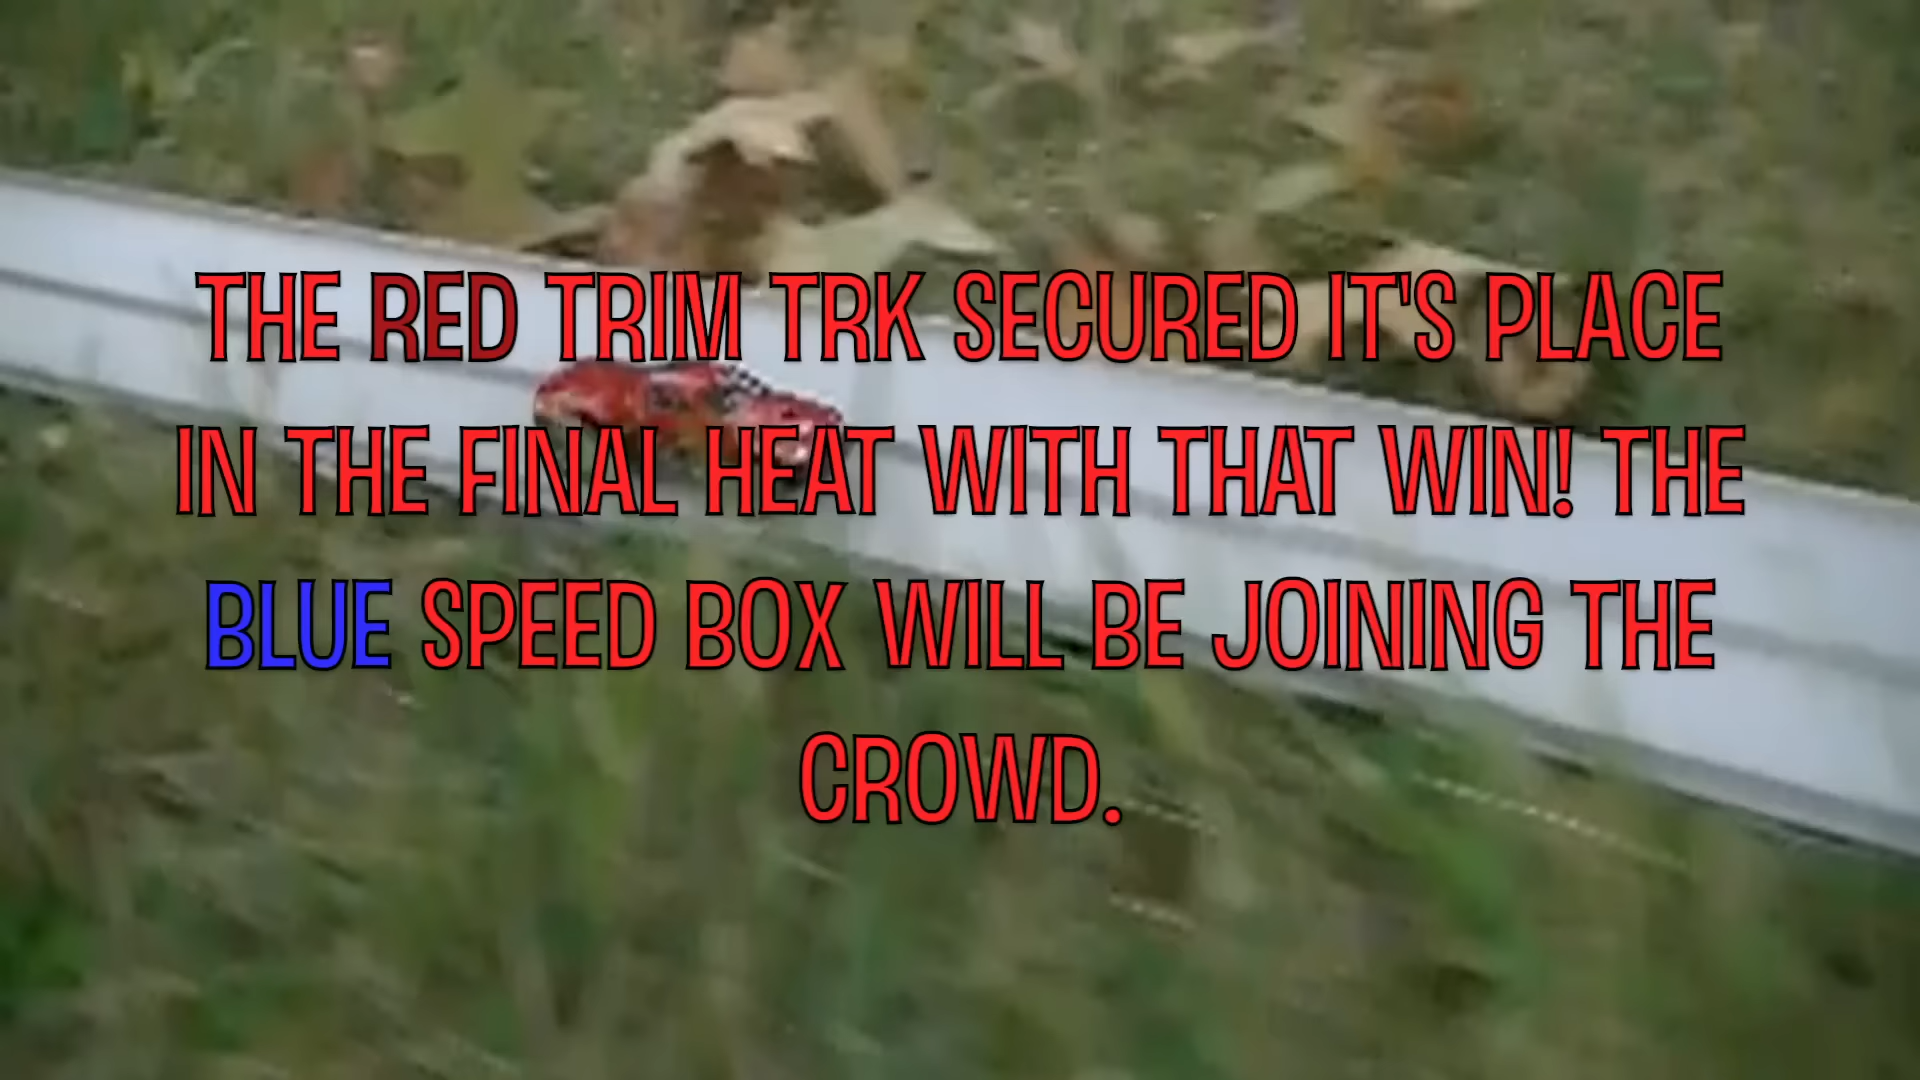 THE RED TRIM TRK SECURED IT'S PLACE
IN THE FINAL HEAT WITH THAT WIN! THE
BLUE SPEED BOX WILL BE JOINING THE
CROWD.